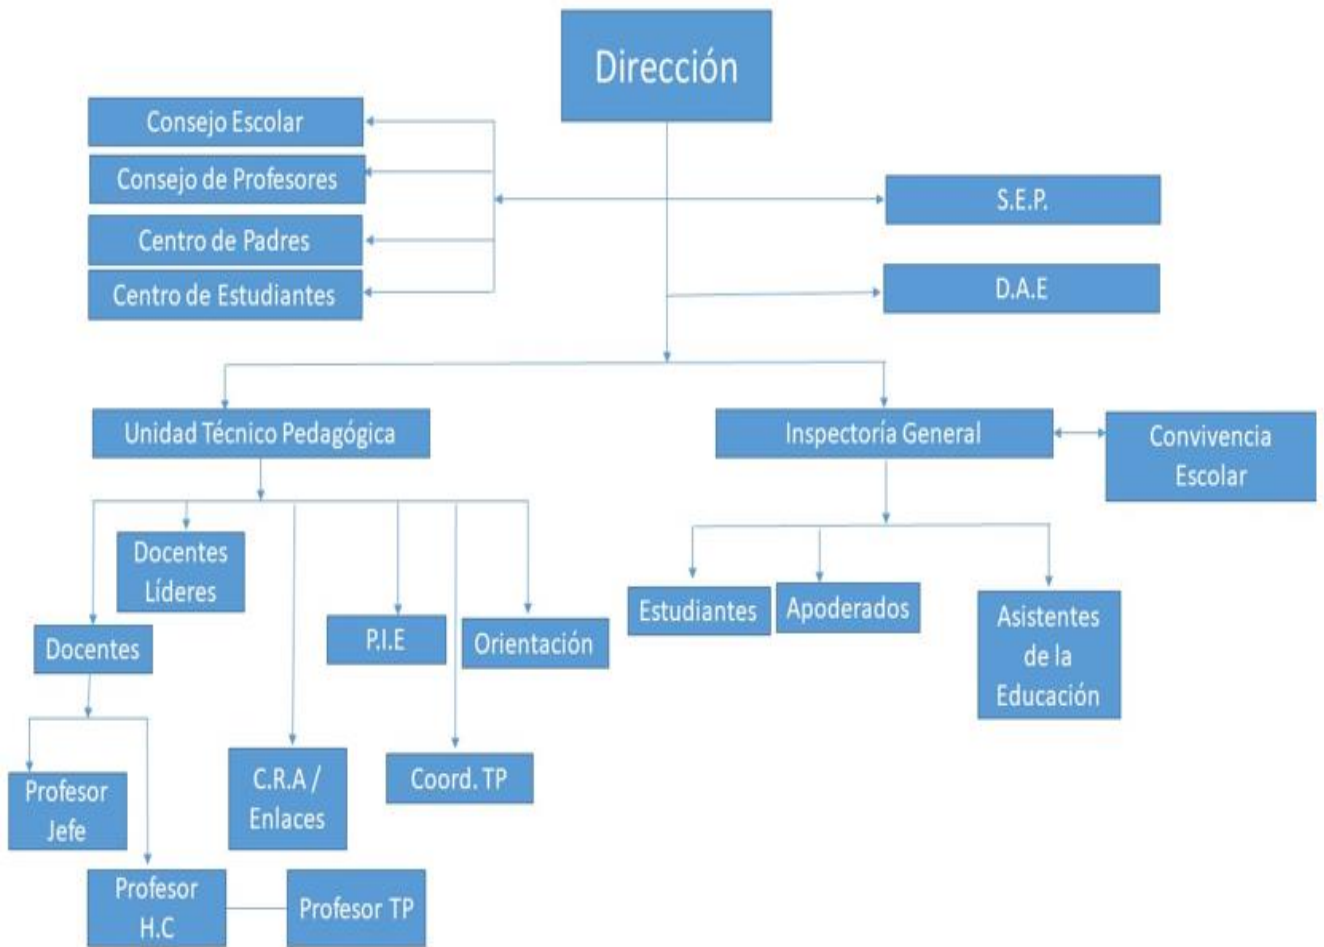 Dirección
Consejo Escolar
Consejo de Profesores
Centro de Padres
Centro de Estudiantes
S.E.P.
D.A.E
Unidad Técnico Pedagógica
Inspectoría General
Convivencia
Escolar
Docentes
Líderes
Docentes
P.I.E
Orientación
Estudiantes
Apoderados
Asistentes
de la
Educación
Profesor
Jefe
C.R.A /
Enlaces
Coord. TP
Profesor
H.C
Profesor TP